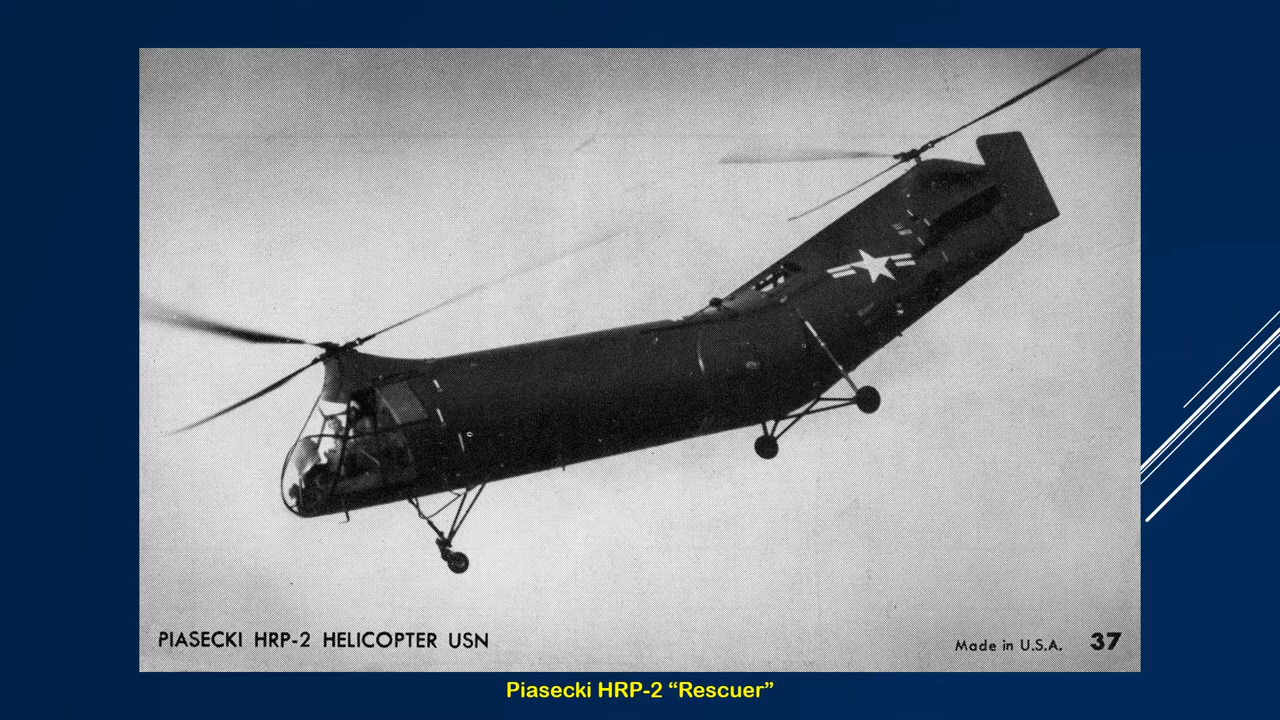 PIASECKI HRP-2 HELICOPTER USN
Made in U.S.A. 37
Piasecki HRP-2 “Rescuer”